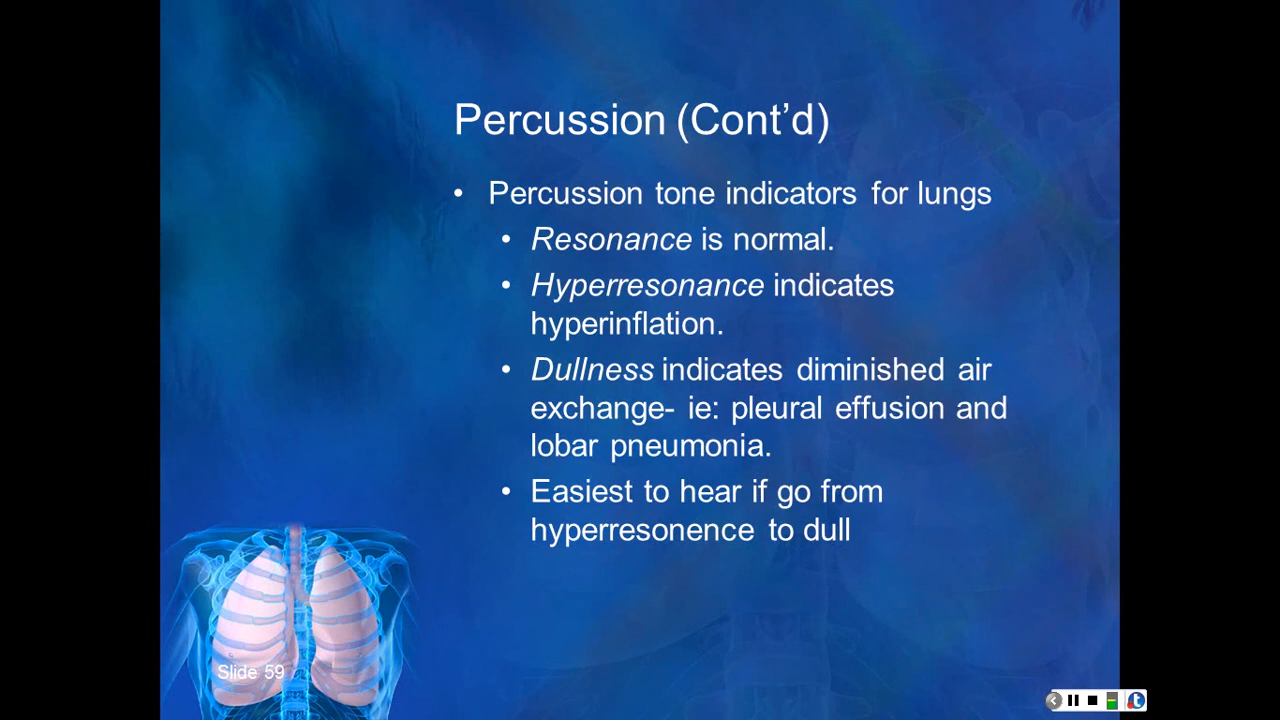 Percussion (Cont’d)
• Percussion tone indicators for lungs
• Resonance is normal.
• Hyperresonance indicates
hyperinflation.
• Dullness indicates diminished air
exchange- ie: pleural effusion and
lobar pneumonia.
• Easiest to hear if go from
hyperresonence to dull
Slide 59
t